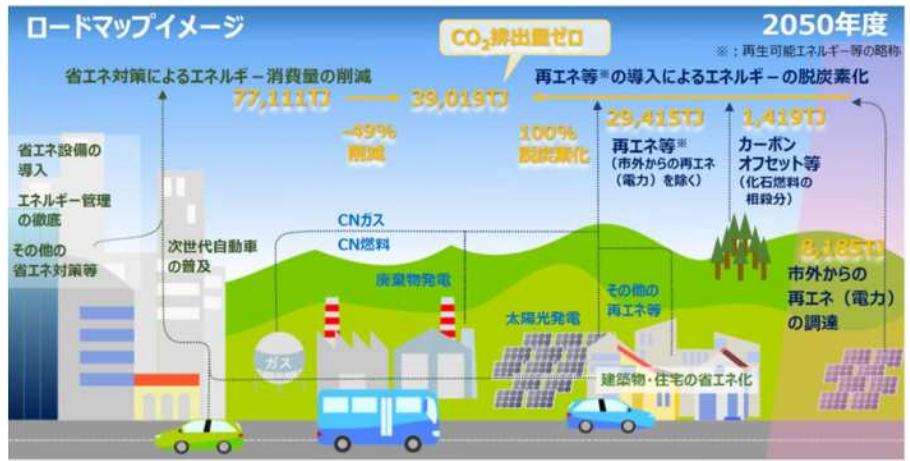 ロードマップイメージ
2050年度
※：再生可能エネルギー等の略称
CO₂排出量ゼロ
省エネ対策によるエネルギー消費量の削減
再エネ等※の導入によるエネルギーの脱炭素化
77,111TJ
39,019TJ
-49%
削減
100%
脱炭素化
29,415TJ
再エネ等※
（市外からの再エネ
（電力）を除く）
1,419TJ
カーボン
オフセット等
（化石燃料の
相殺分）
8,185TJ
市外からの
再エネ（電力）
の調達
省エネ設備の
導入
エネルギー管理
の徹底
その他の
省エネ対策等
次世代自動車
の普及
CNガス
CN燃料
廃棄物発電
太陽光発電
その他の
再エネ等
ガス
建築物・住宅の省エネ化